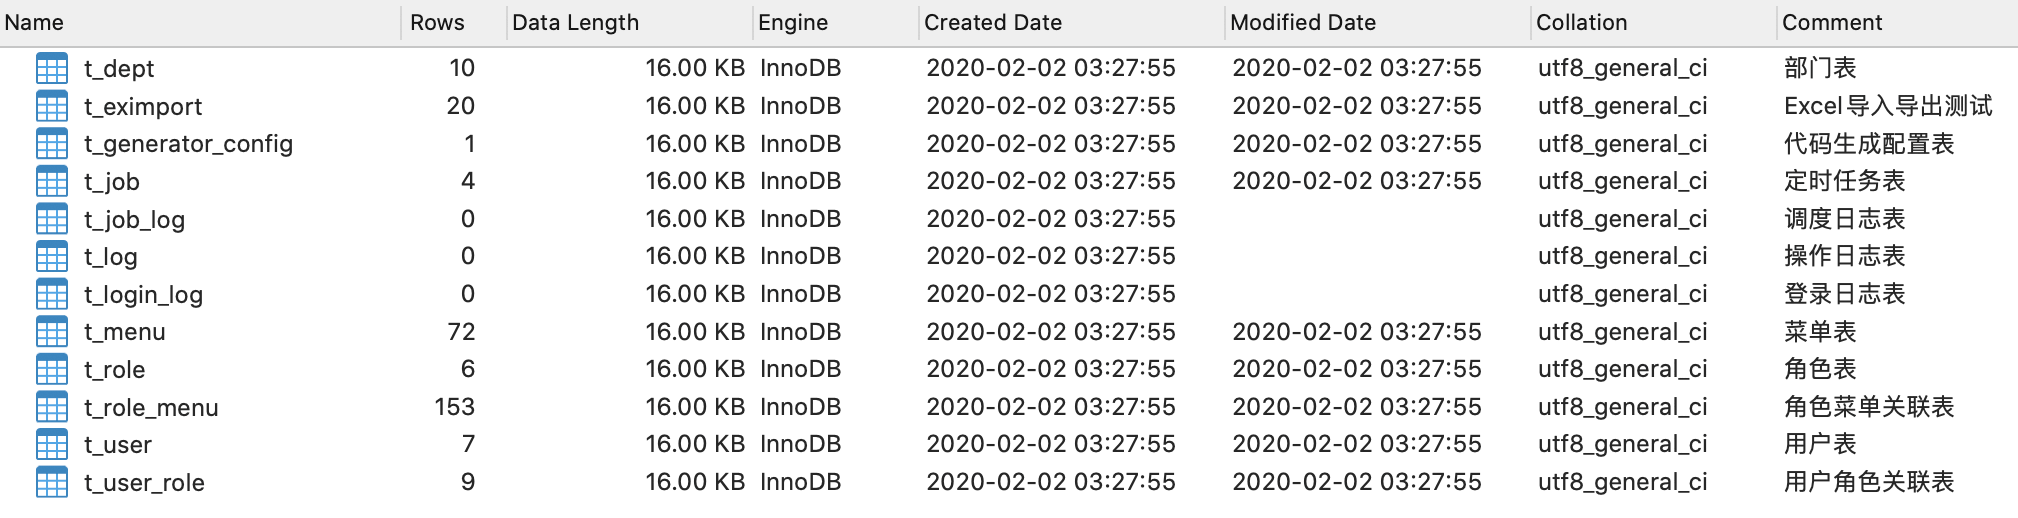 Name Rows Data Length Engine Created Date Modified Date Collation Comment
t_dept 10 16.00 KB InnoDB 2020-02-02 03:27:55 2020-02-02 03:27:55 utf8_general_ci 部门表
t_eximport 20 16.00 KB InnoDB 2020-02-02 03:27:55 2020-02-02 03:27:55 utf8_general_ci Excel导入导出测试
t_generator_config 1 16.00 KB InnoDB 2020-02-02 03:27:55 2020-02-02 03:27:55 utf8_general_ci 代码生成配置表
t_job 4 16.00 KB InnoDB 2020-02-02 03:27:55 2020-02-02 03:27:55 utf8_general_ci 定时任务表
t_job_log 0 16.00 KB InnoDB 2020-02-02 03:27:55 utf8_general_ci 调度日志表
t_log 0 16.00 KB InnoDB 2020-02-02 03:27:55 utf8_general_ci 操作日志表
t_login_log 0 16.00 KB InnoDB 2020-02-02 03:27:55 utf8_general_ci 登录日志表
t_menu 72 16.00 KB InnoDB 2020-02-02 03:27:55 2020-02-02 03:27:55 utf8_general_ci 菜单表
t_role 6 16.00 KB InnoDB 2020-02-02 03:27:55 2020-02-02 03:27:55 utf8_general_ci 角色表
t_role_menu 153 16.00 KB InnoDB 2020-02-02 03:27:55 2020-02-02 03:27:55 utf8_general_ci 角色菜单关联表
t_user 7 16.00 KB InnoDB 2020-02-02 03:27:55 2020-02-02 03:27:55 utf8_general_ci 用户表
t_user_role 9 16.00 KB InnoDB 2020-02-02 03:27:55 2020-02-02 03:27:55 utf8_general_ci 用户角色关联表